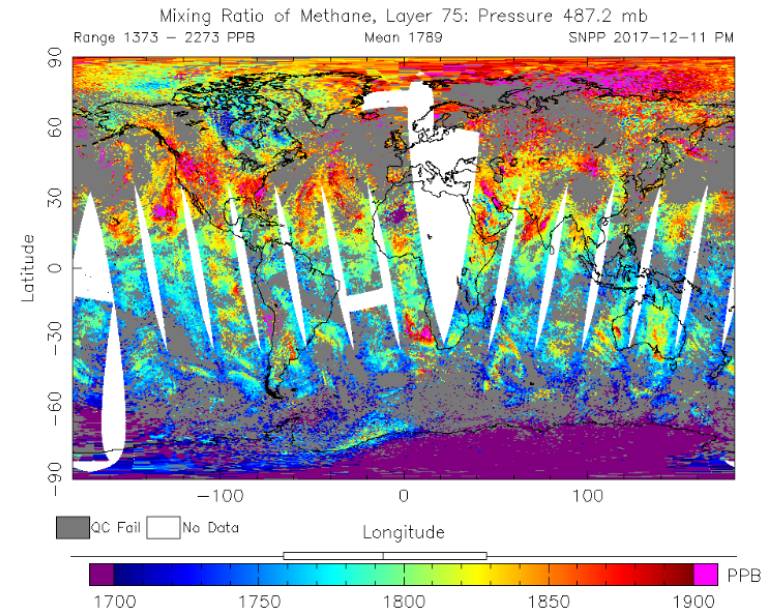 Mixing Ratio of Methane, Layer 75: Pressure 487.2 mb
Range 1373 - 2273 PPB Mean 1789 SNPP 2017-12-11 PM
90
60
30
0
-30
-60
-90
Latitude
-100 0 100
QC Fail No Data Longitude
PPB
1700 1750 1800 1850 1900